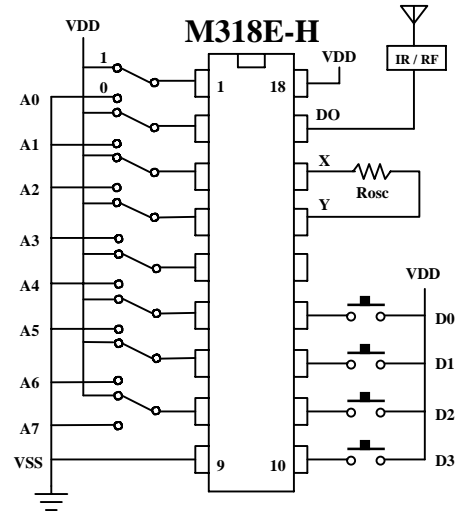 M318E-H
VDD
1
0
A0
A1
A2
A3
A4
A5
A6
A7
VSS
1
18
9
10
VDD
DO
IR / RF
X
Rosc
Y
VDD
D0
D1
D2
D3